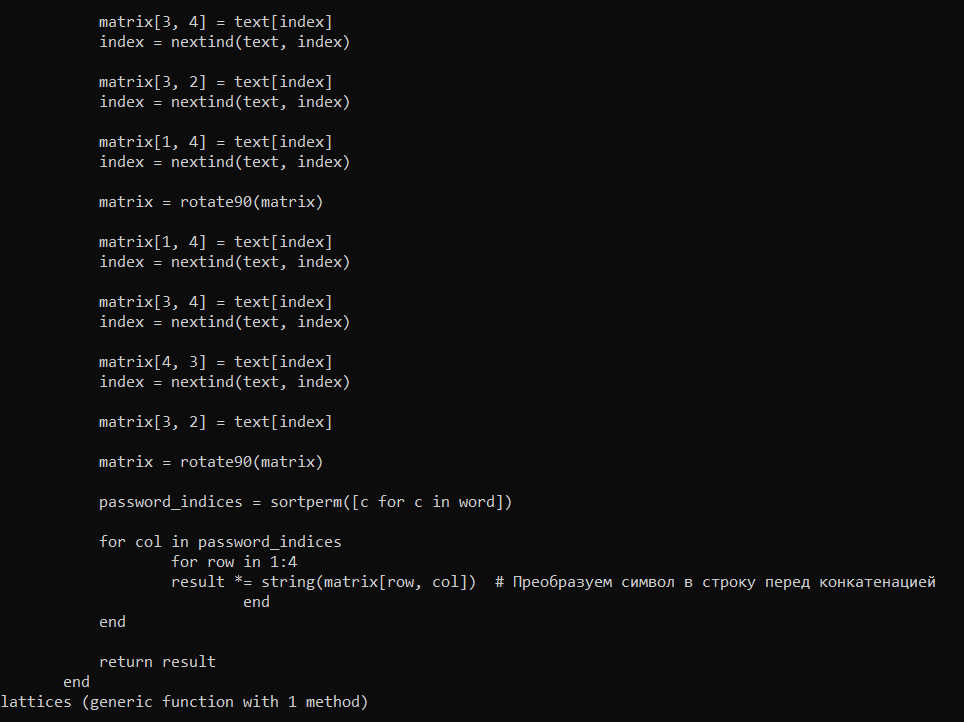 matrix[3, 4] = text[index]
index = nextind(text, index)
matrix[3, 2] = text[index]
index = nextind(text, index)
matrix[1, 4] = text[index]
index = nextind(text, index)
matrix = rotate90(matrix)
matrix[1, 4] = text[index]
index = nextind(text, index)
matrix[3, 4] = text[index]
index = nextind(text, index)
matrix[4, 3] = text[index]
index = nextind(text, index)
matrix[3, 2] = text[index]
matrix = rotate90(matrix)
password_indices = sortperm([c for c in word])
for col in password_indices
for row in 1:4
result *= string(matrix[row, col])  # Преобразуем символ в строку перед конкатенацией
end
end
return result
end
lattices (generic function with 1 method)